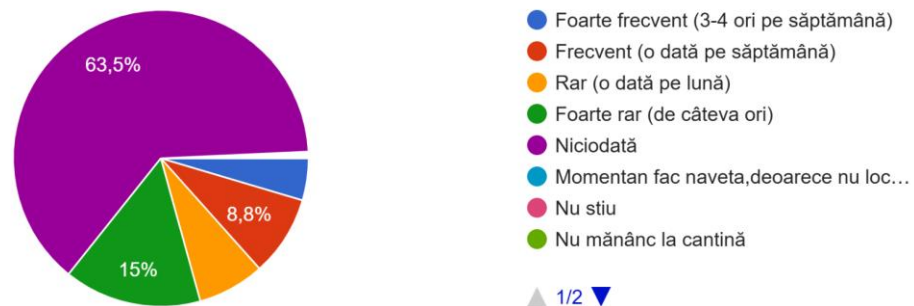 63,5%
8,8%
15%
Foarte frecvent (3-4 ori pe săptămână)
Frecvent (o dată pe săptămână)
Rar (o dată pe lună)
Foarte rar (de câteva ori)
Niciodată
Momentan fac naveta,deoarece nu loc…
Nu stiu
Nu mănânc la cantină
1/2